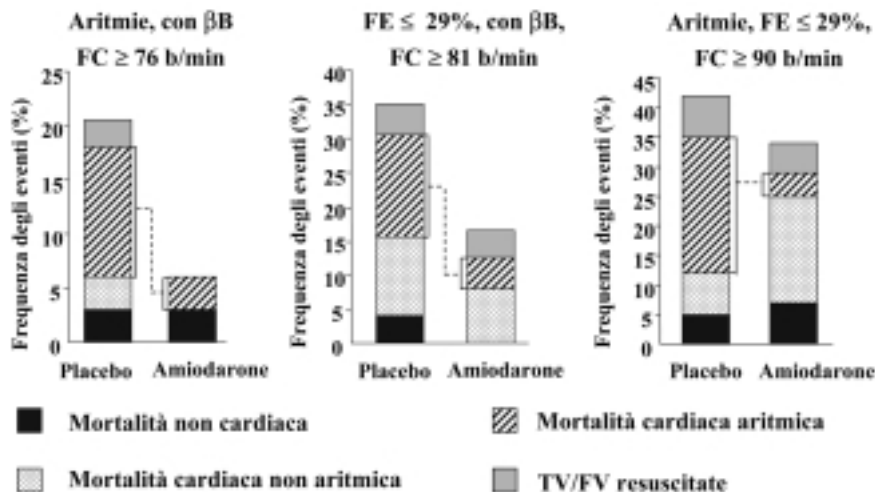 Aritmie, con βB
FC ≥ 76 b/min
Frequenza degli eventi (%)
25
20
15
10
5
0
Placebo Amiodarone
FE ≤ 29%, con βB,
FC ≥ 81 b/min
Frequenza degli eventi (%)
40
35
30
25
20
15
10
5
0
Placebo Amiodarone
Aritmie, FE ≤ 29%,
FC ≥ 90 b/min
Frequenza degli eventi (%)
45
40
35
30
25
20
15
10
5
0
Placebo Amiodarone
Mortalità non cardiaca
Mortalità cardiaca aritmica
Mortalità cardiaca non aritmica
TV/FV resuscitate